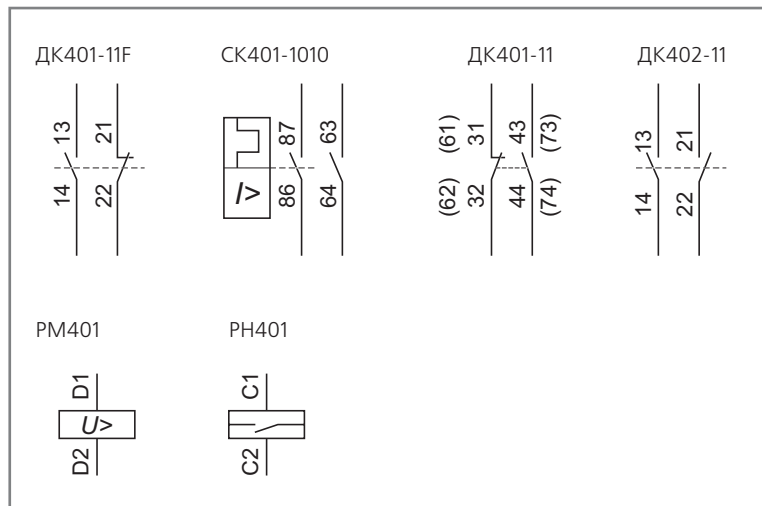 ДК401-11F
СК401-1010
ДК401-11
ДК402-11
13
21
14
22
87
63
I>
86
64
(61)
31
43
(73)
(62)
32
44
(74)
13
21
14
22
РМ401
РН401
D1
U>
D2
C1
C2